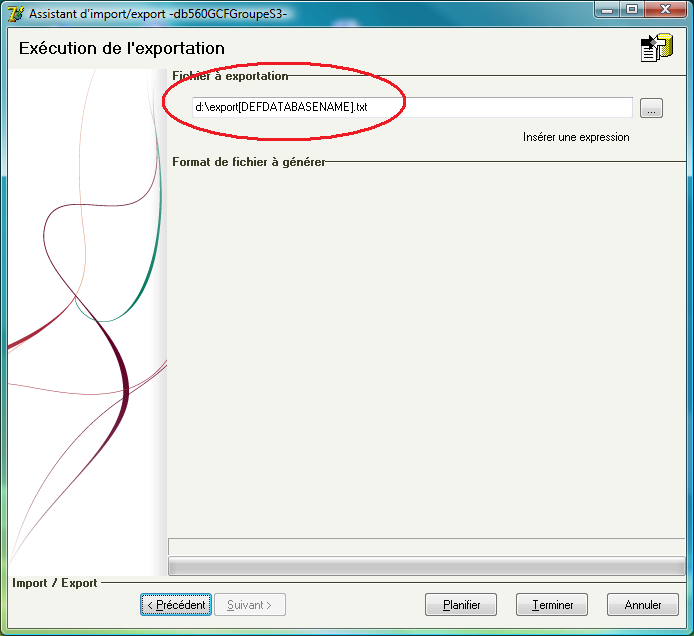 Assistant d'import/export -db560GCFGroupeS3-
Exécution de l'exportation
Fichier à exportation
d:\export[DEFDATABASENAME].txt
...
Insérer une expression
Format de fichier à générer
Import / Export
< Précédent
Suivant >
Planifier
Terminer
Annuler